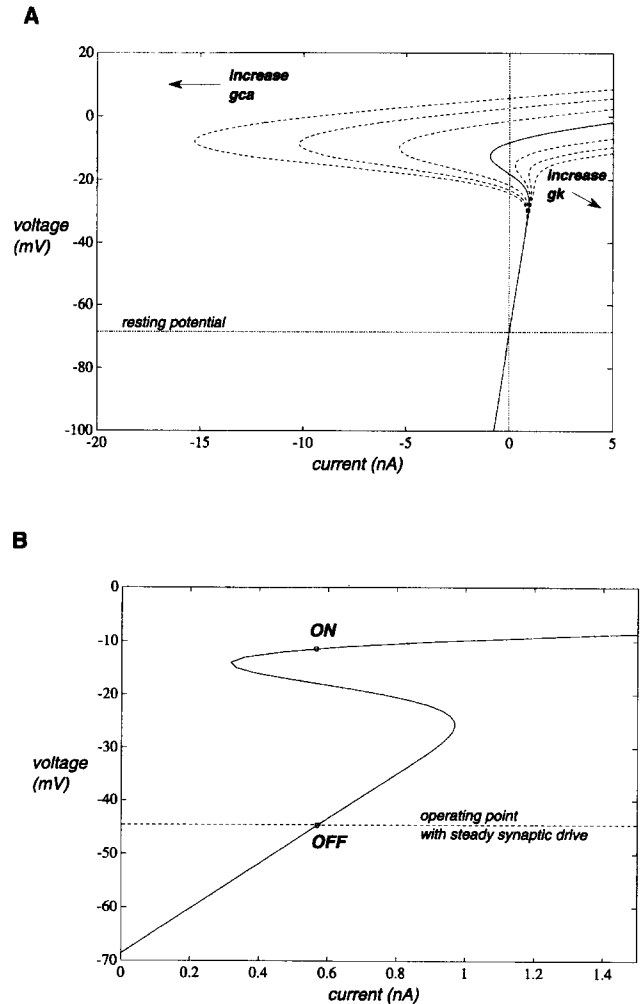 A
20
0
-20
-40
-60
-80
-100
voltage
(mV)
increase
gca
increase
gk
resting potential
-20
-15
-10
-5
0
5
current (nA)
B
0
-10
-20
-30
-40
-50
-60
-70
voltage
(mV)
ON
OFF
operating point
with steady synaptic drive
0
0.2
0.4
0.6
0.8
1
1.2
1.4
current (nA)